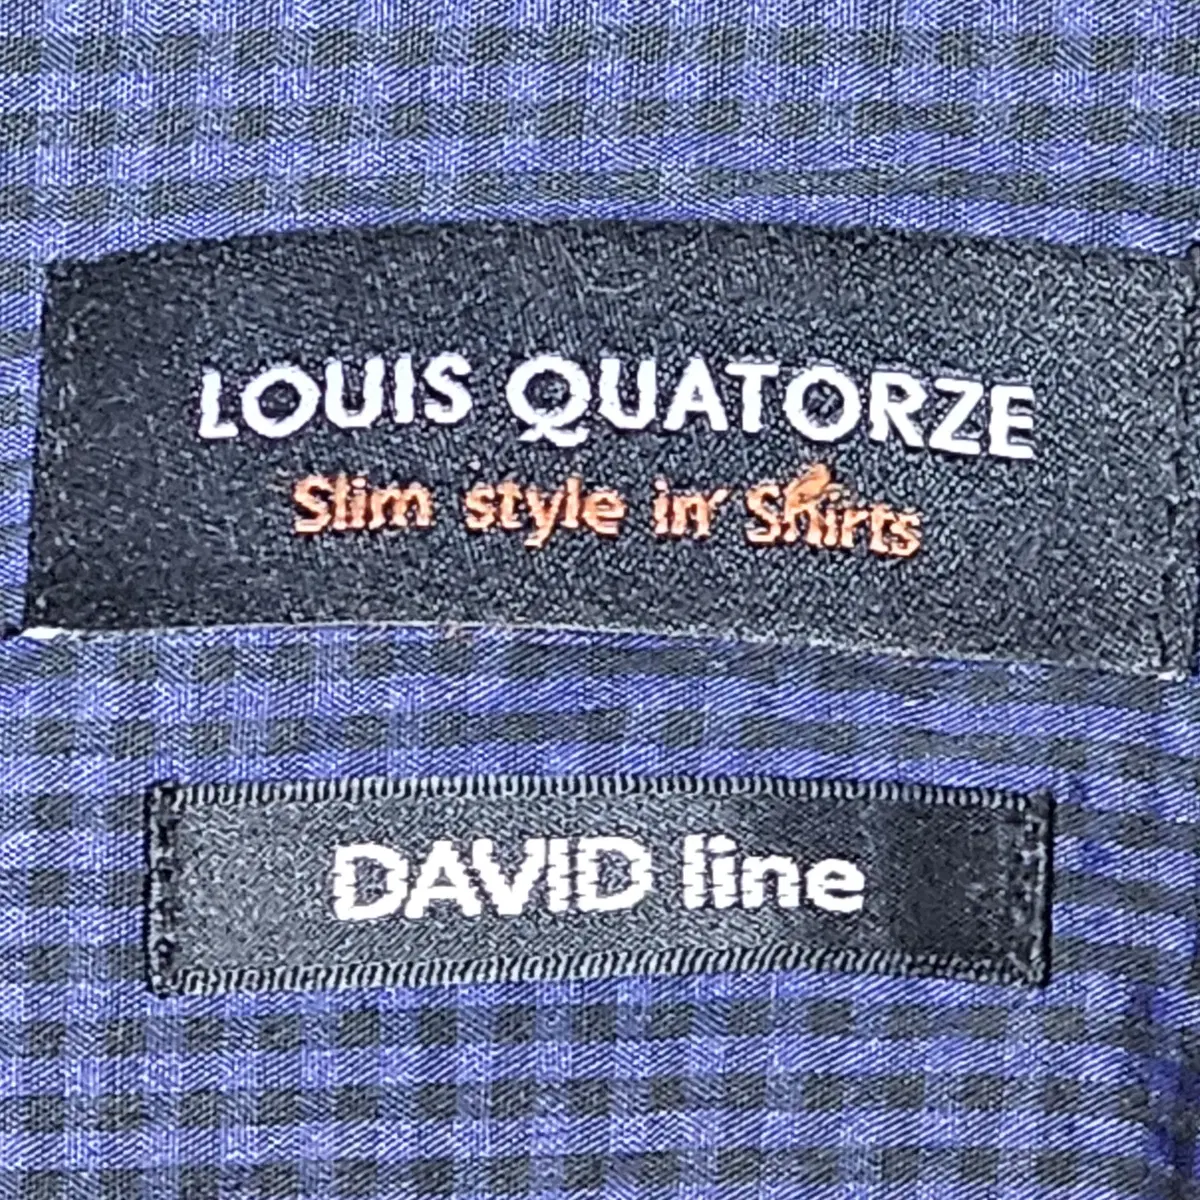 LOUIS QUATORZE
Slim style in Shirts
DAVID line